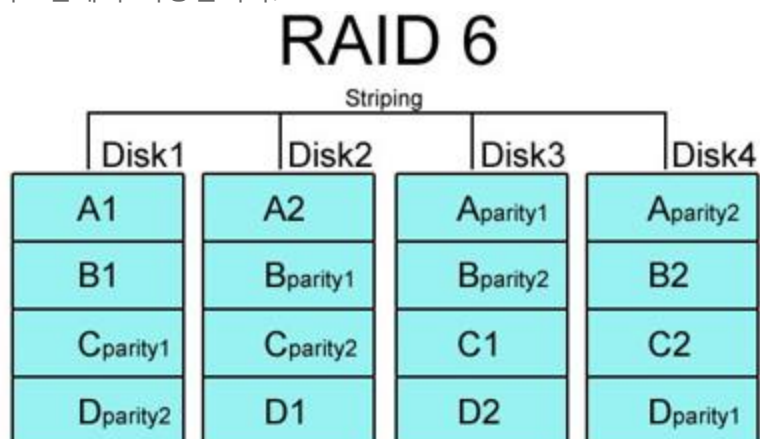 RAID 6
Striping
Disk1 Disk2 Disk3 Disk4
A1 A2 Aparity1 Aparity2
B1 Bparity1 Bparity2 B2
Cparity1 Cparity2 C1 C2
Dparity2 D1 D2 Dparity1